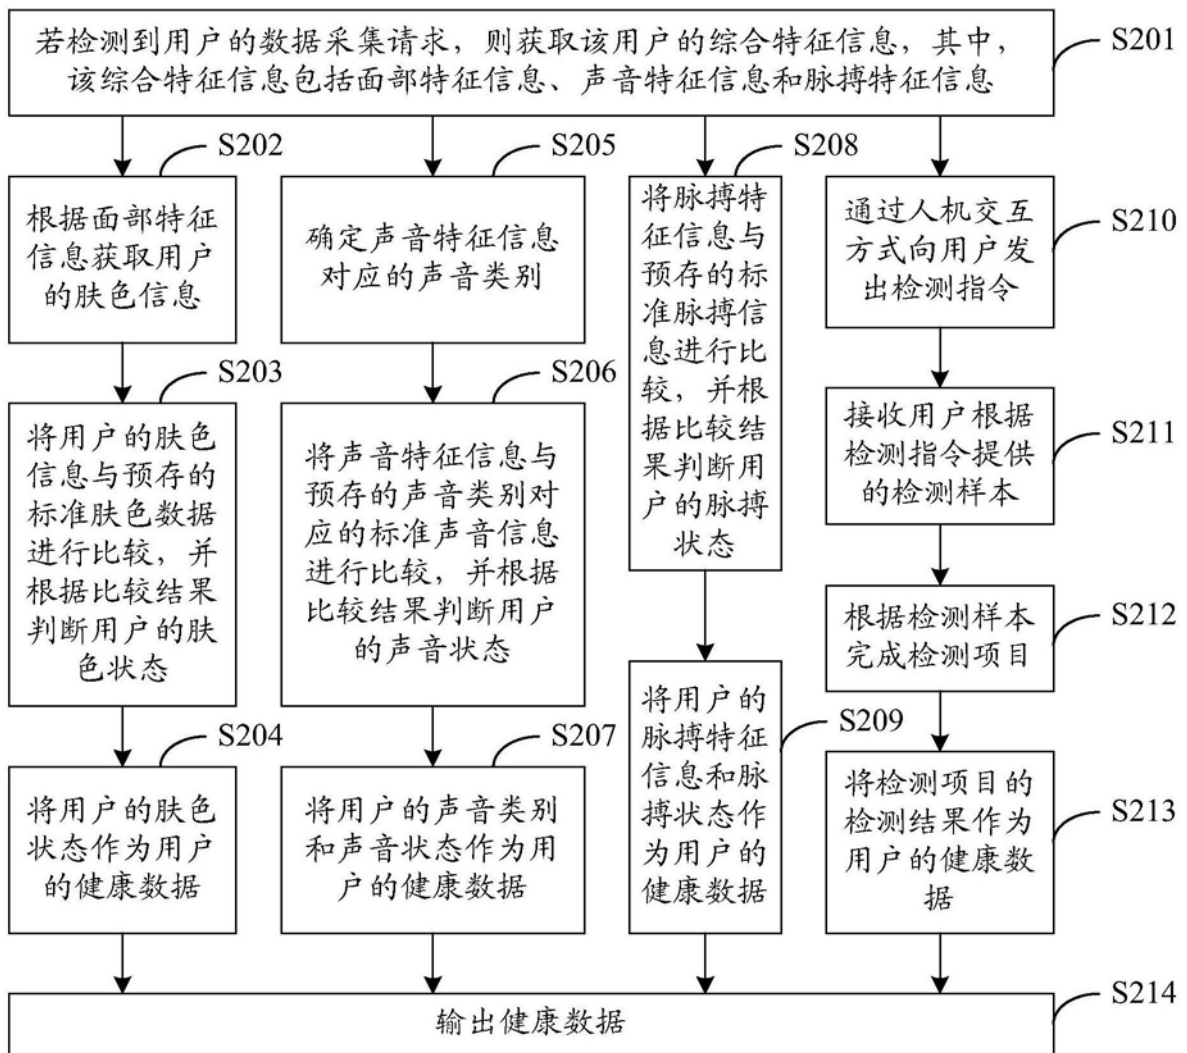 若检测到用户的数据采集请求，则获取该用户的综合特征信息，其中，
该综合特征信息包括面部特征信息、声音特征信息和脉搏特征信息
S201
S202
根据面部特征
信息获取用户
的肤色信息
S203
将用户的肤色
信息与预存的
标准肤色数据
进行比较，并
根据比较结果
判断用户的肤
色状态
S204
将用户的肤色
状态作为用户
的健康数据
S205
确定声音特征信息
对应的声音类别
S206
将声音特征信息与
预存的声音类别对
应的标准声音信息
进行比较，并根据
比较结果判断用户
的声音状态
S207
将用户的声音类别
和声音状态作为用
户的健康数据
S208
将脉搏特
征信息与
预存的标
准脉搏信
息进行比
较，并根
据比较结
果判断用
户的脉搏
状态
S209
将用户的
脉搏特征
信息和脉
搏状态作
为用户的
健康数据
S210
通过人机交互
方式向用户发
出检测指令
S211
接收用户根据
检测指令提供
的检测样本
S212
根据检测样本
完成检测项目
S213
将检测项目的
检测结果作为
用户的健康数
据
S214
输出健康数据